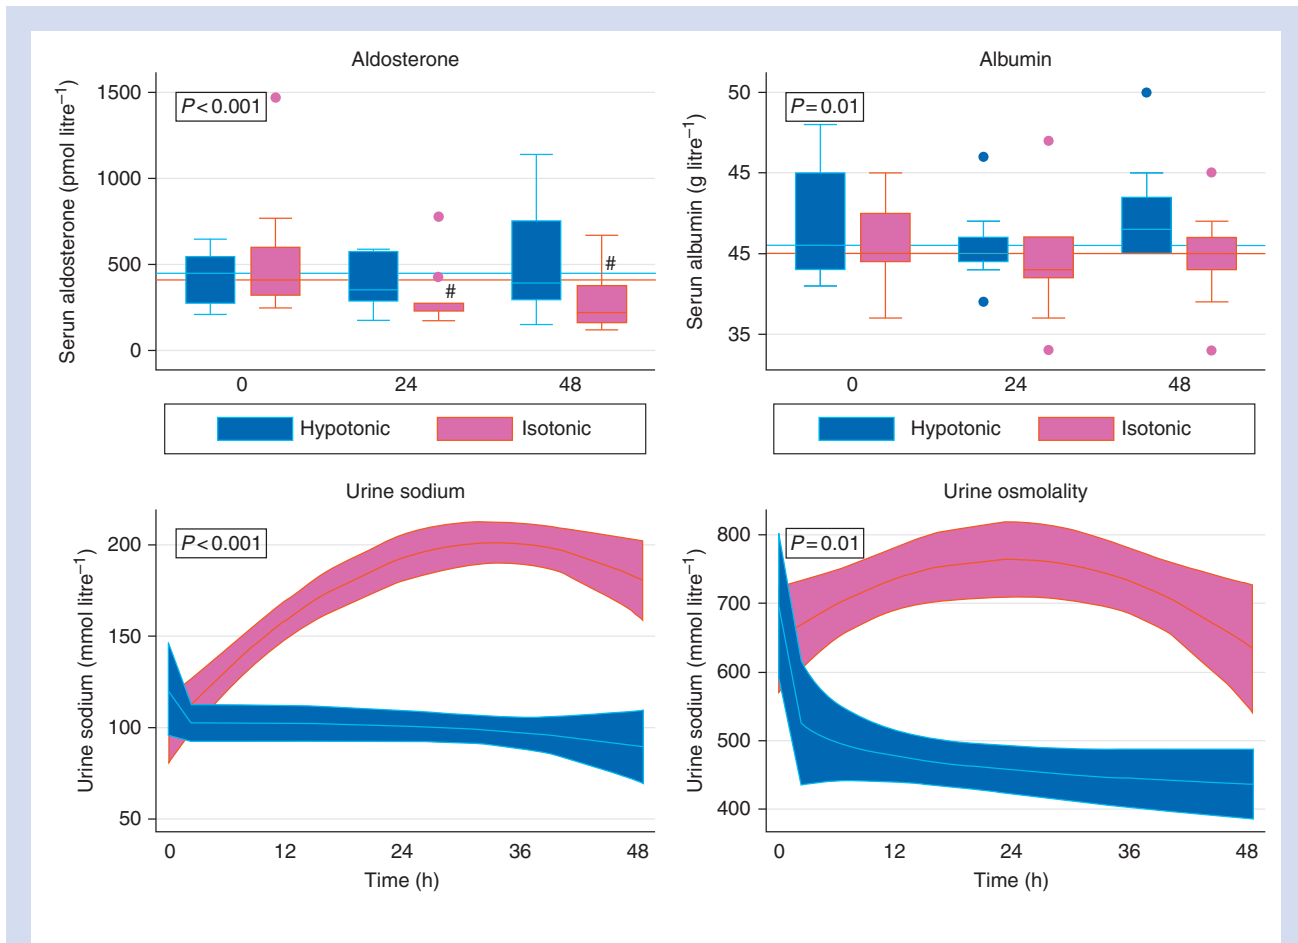 Aldosterone
Serun aldosterone (pmol litre⁻¹)
1500
1000
500
0
P<0.001
#
#
0 24 48
Hypotonic Isotonic
Albumin
Serun albumin (g litre⁻¹)
50
45
45
35
P=0.01
0 24 48
Hypotonic Isotonic
Urine sodium
Urine sodium (mmol litre⁻¹)
200
150
100
50
P<0.001
0 12 24 36 48
Time (h)
Urine osmolality
Urine sodium (mmol litre⁻¹)
800
700
600
500
400
P=0.01
0 12 24 36 48
Time (h)